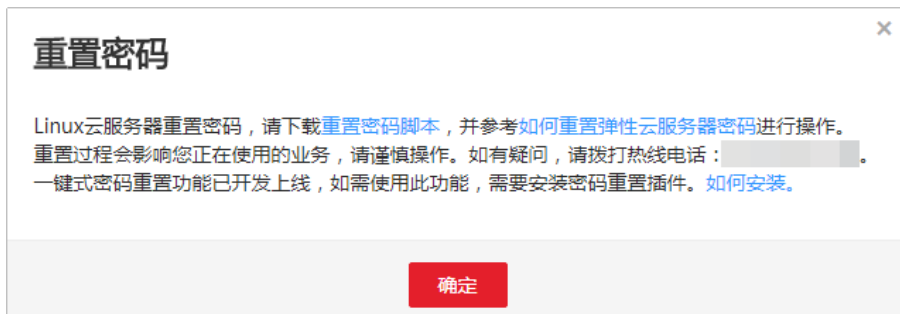 重置密码
Linux云服务器重置密码，请下载重置密码脚本，并参考如何重置弹性云服务器密码进行操作。
重置过程会影响您正在使用的业务，请谨慎操作。如有疑问，请拨打热线电话：。
一键式密码重置功能已开发上线，如需使用此功能，需要安装密码重置插件。如何安装。
确定